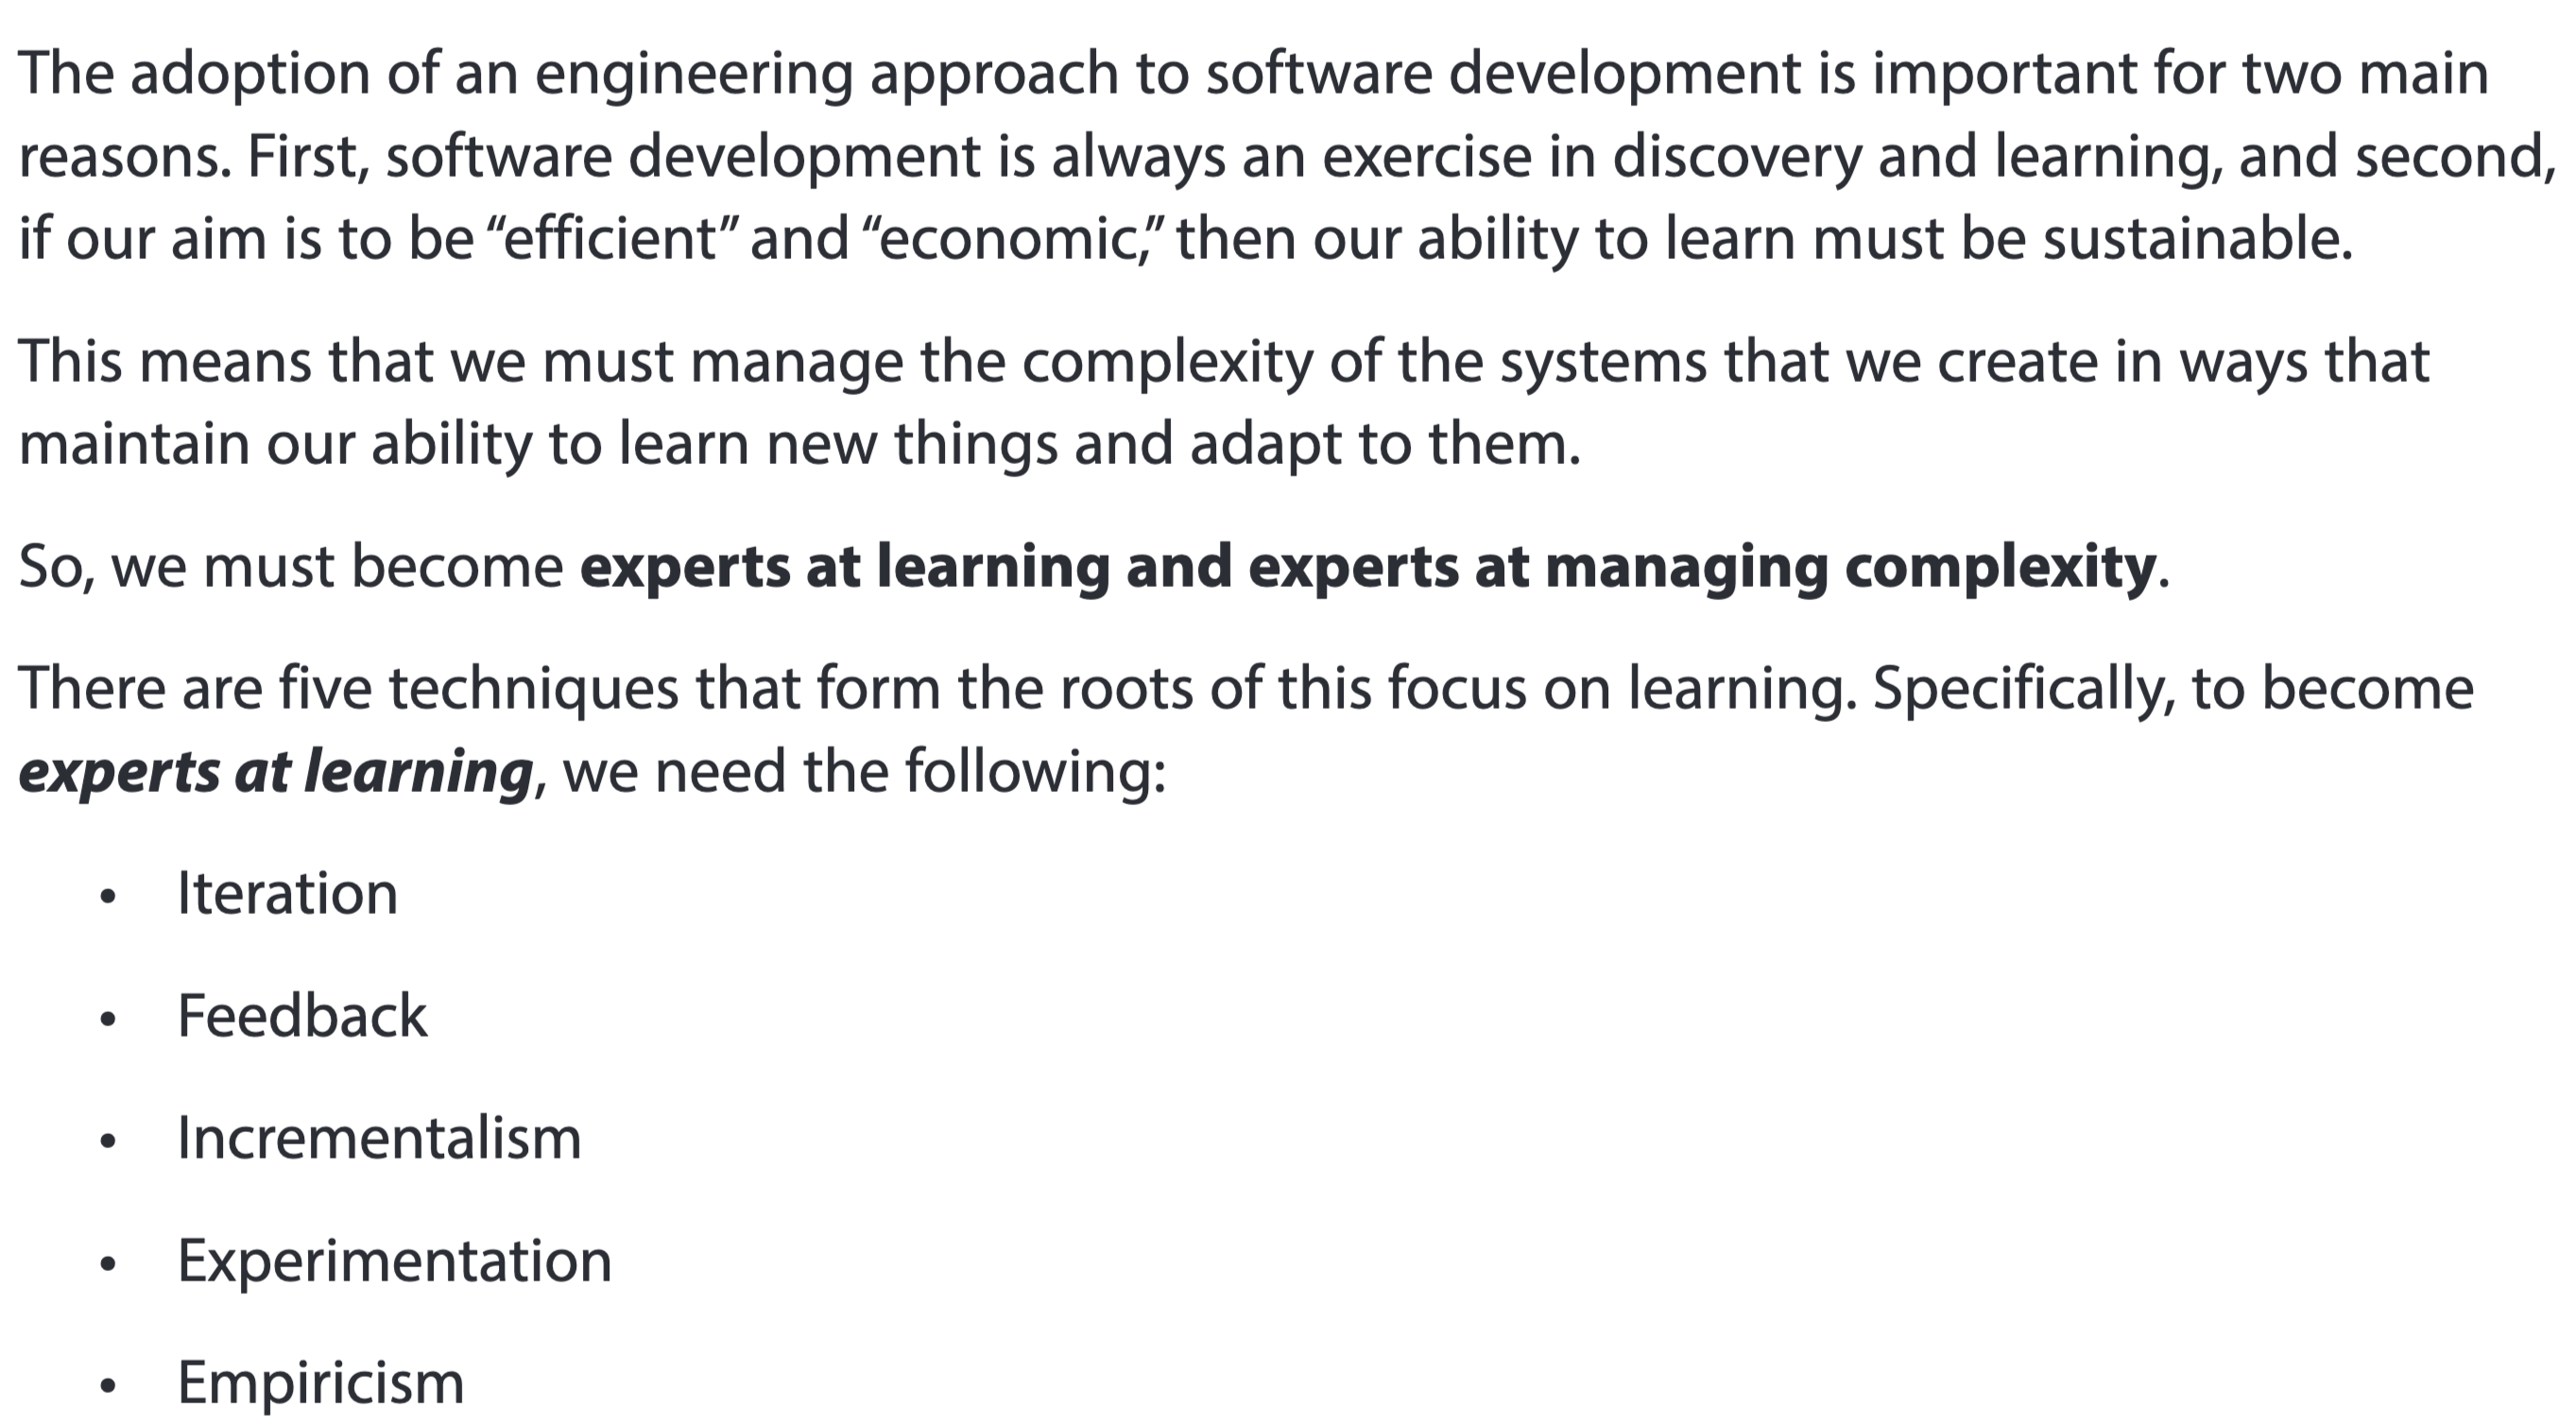 The adoption of an engineering approach to software development is important for two main
reasons. First, software development is always an exercise in discovery and learning, and second,
if our aim is to be “efficient” and “economic,” then our ability to learn must be sustainable.
This means that we must manage the complexity of the systems that we create in ways that
maintain our ability to learn new things and adapt to them.
So, we must become experts at learning and experts at managing complexity.
There are five techniques that form the roots of this focus on learning. Specifically, to become
experts at learning, we need the following:
• Iteration
• Feedback
• Incrementalism
• Experimentation
• Empiricism